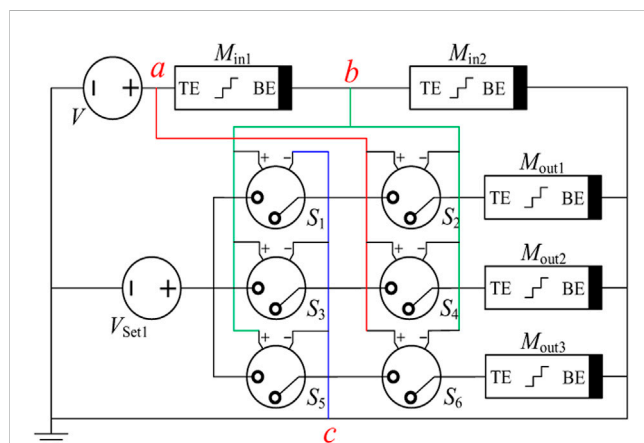 M_in1
M_in2
a
b
− + TE BE TE BE
V
+ − + −
M_out1
TE BE
S_1 S_2
M_out2
+ − + −
− + TE BE
V_Set1 S_3 S_4
M_out3
+ − + −
TE BE
S_5 S_6
c